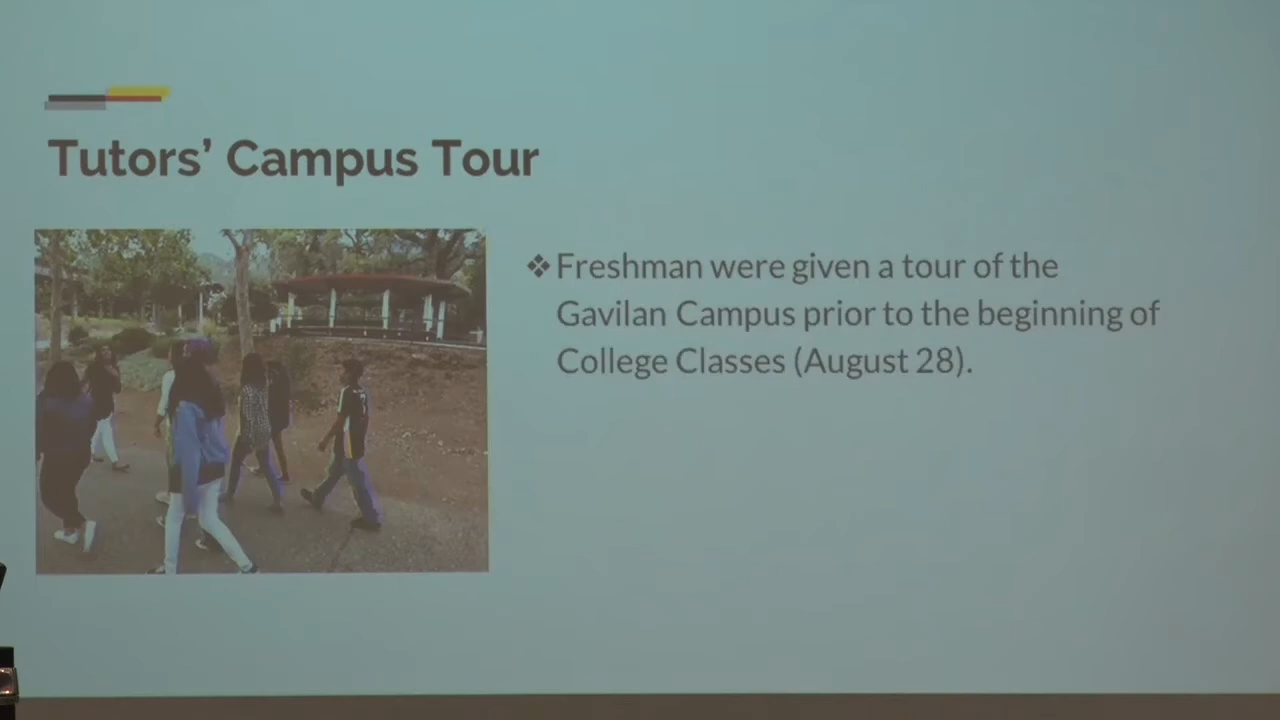 Tutors’ Campus Tour
❖ Freshman were given a tour of the
Gavilan Campus prior to the beginning of
College Classes (August 28).